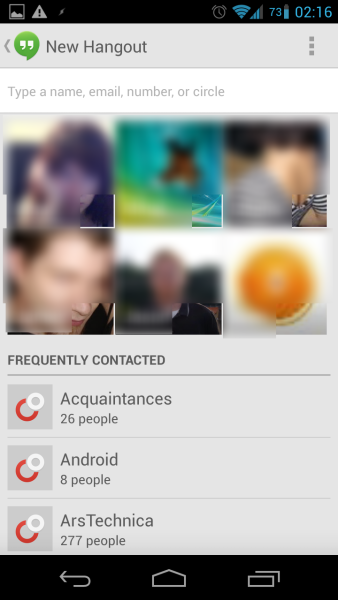 73 02:16
New Hangout
Type a name, email, number, or circle
FREQUENTLY CONTACTED
Acquaintances
26 people
Android
8 people
ArsTechnica
277 people